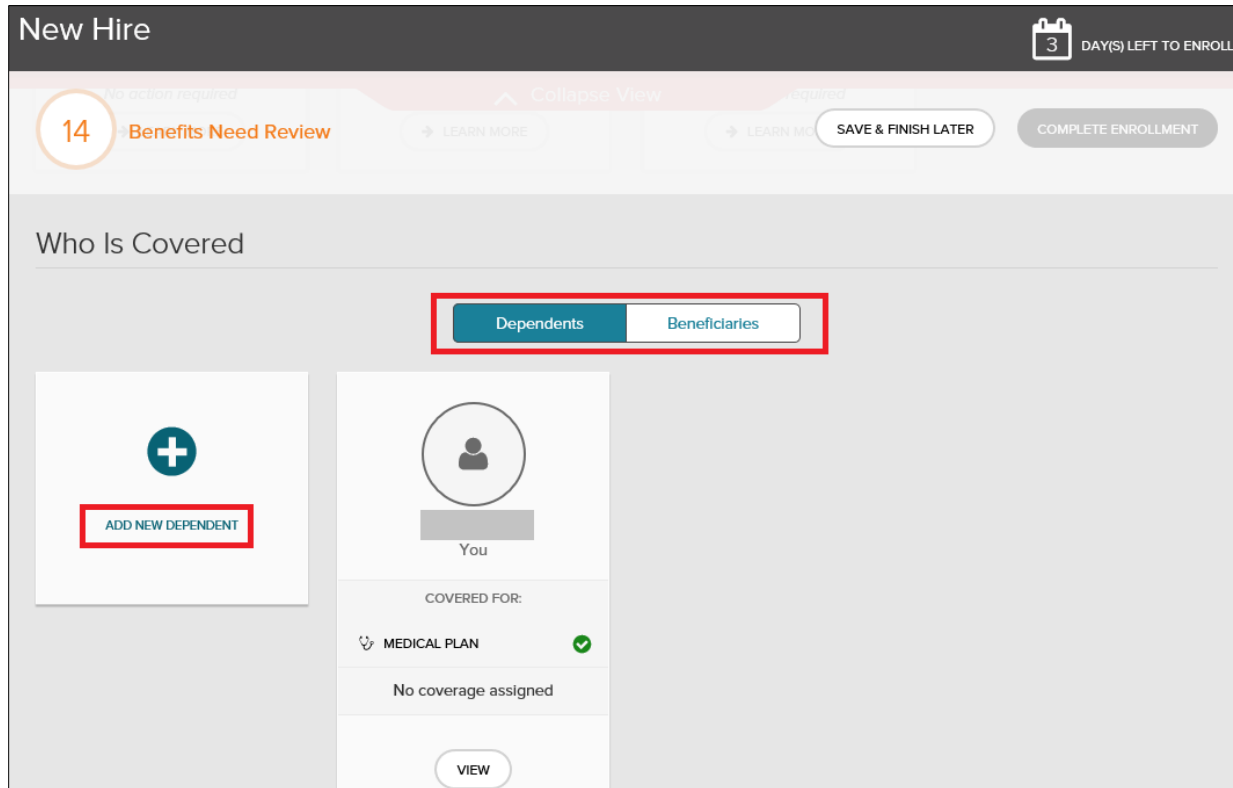 New Hire
3 DAY(S) LEFT TO ENROLL
No action required
Collapse View
required
14 Benefits Need Review
LEARN MORE
LEARN MO
SAVE & FINISH LATER
COMPLETE ENROLLMENT
Who Is Covered
Dependents Beneficiaries
ADD NEW DEPENDENT
You
COVERED FOR:
MEDICAL PLAN
No coverage assigned
VIEW